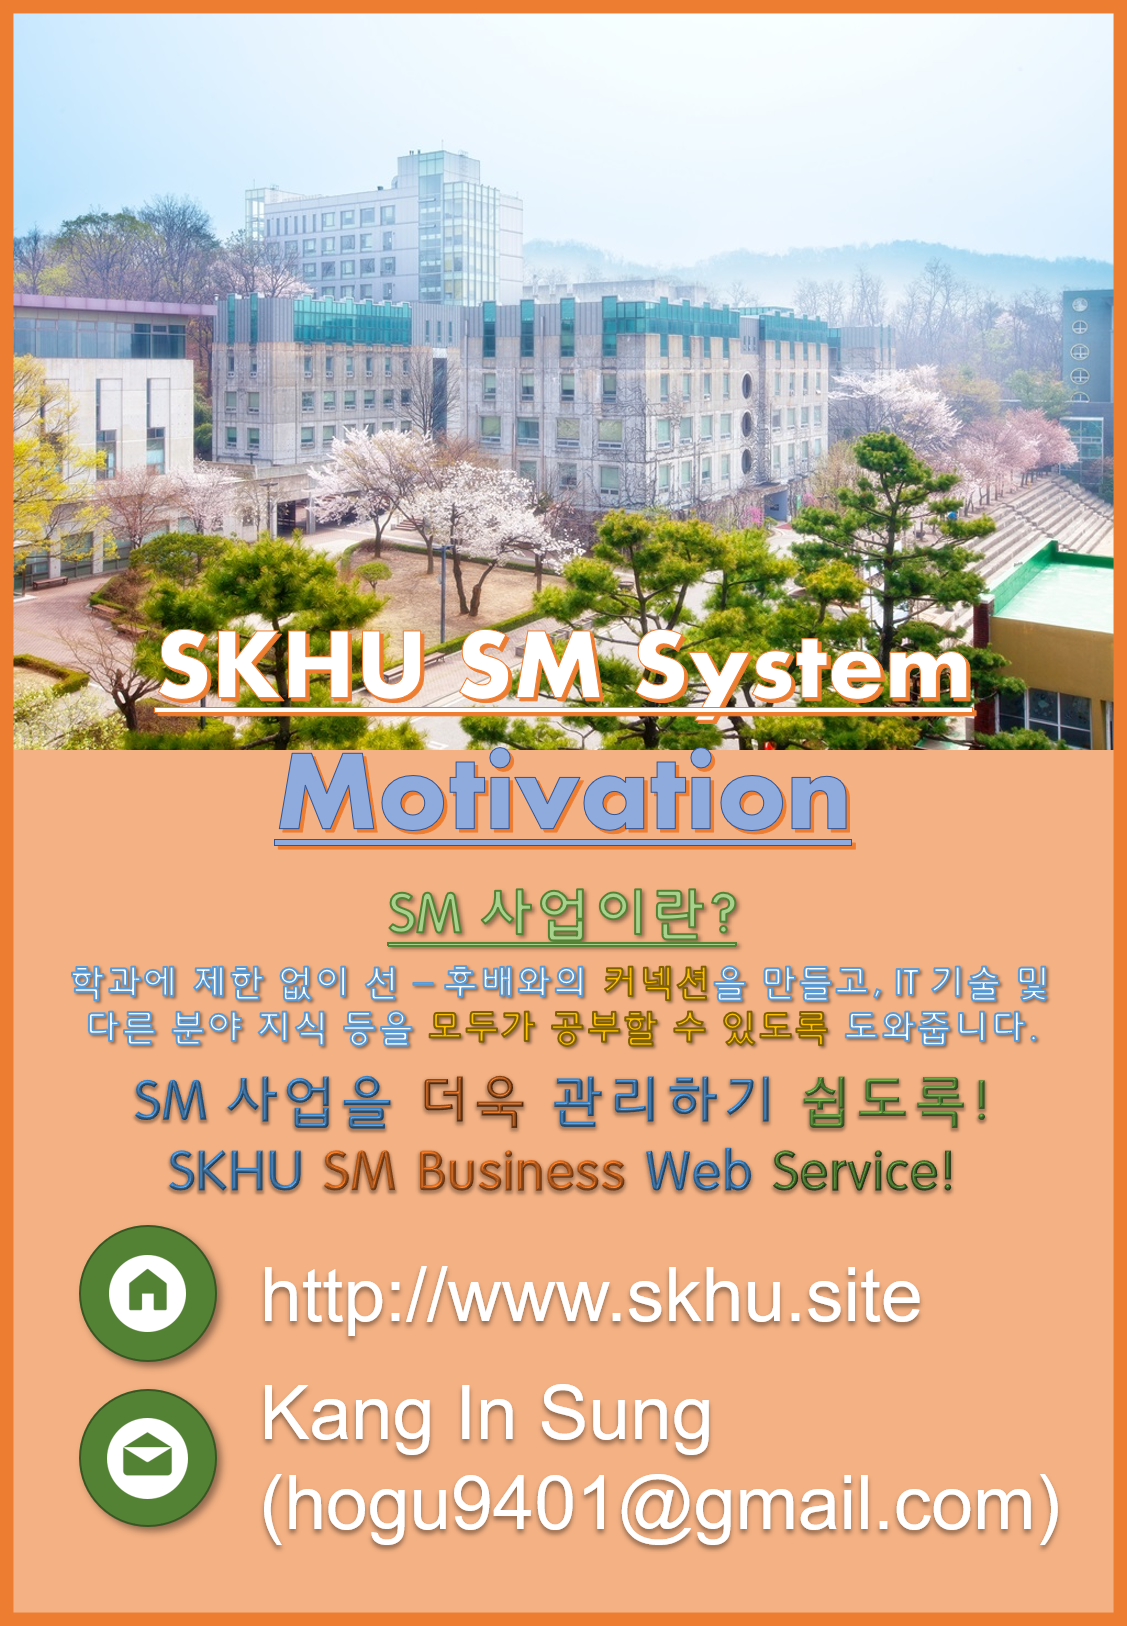 SKHU SM System
Motivation
SM 사업이란?
학과에 제한 없이 선 – 후배와의 커넥션을 만들고, IT 기술 및
다른 분야 지식 등을 모두가 공부할 수 있도록 도와줍니다.
SM 사업을 더욱 관리하기 쉽도록!
SKHU SM Business Web Service!
http://www.skhu.site
Kang In Sung
(hogu9401@gmail.com)